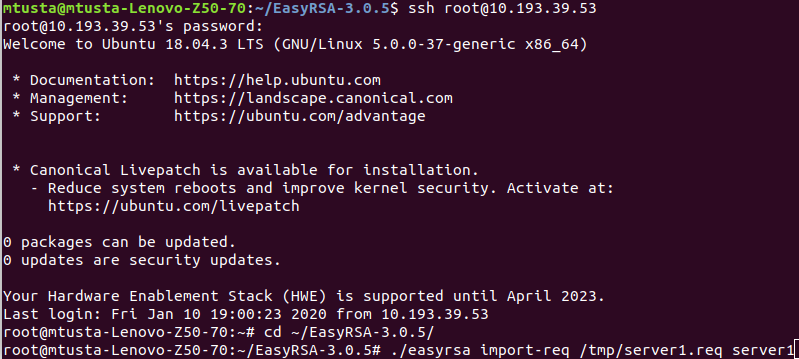 mtusta@mtusta-Lenovo-Z50-70:~/EasyRSA-3.0.5$ ssh root@10.193.39.53
root@10.193.39.53's password:
Welcome to Ubuntu 18.04.3 LTS (GNU/Linux 5.0.0-37-generic x86_64)
* Documentation:  https://help.ubuntu.com
* Management:     https://landscape.canonical.com
* Support:        https://ubuntu.com/advantage
* Canonical Livepatch is available for installation.
- Reduce system reboots and improve kernel security. Activate at:
https://ubuntu.com/livepatch
0 packages can be updated.
0 updates are security updates.
Your Hardware Enablement Stack (HWE) is supported until April 2023.
Last login: Fri Jan 10 19:00:23 2020 from 10.193.39.53
root@mtusta-Lenovo-Z50-70:~# cd ~/EasyRSA-3.0.5/
root@mtusta-Lenovo-Z50-70:~/EasyRSA-3.0.5# ./easyrsa import-req /tmp/server1.req server1